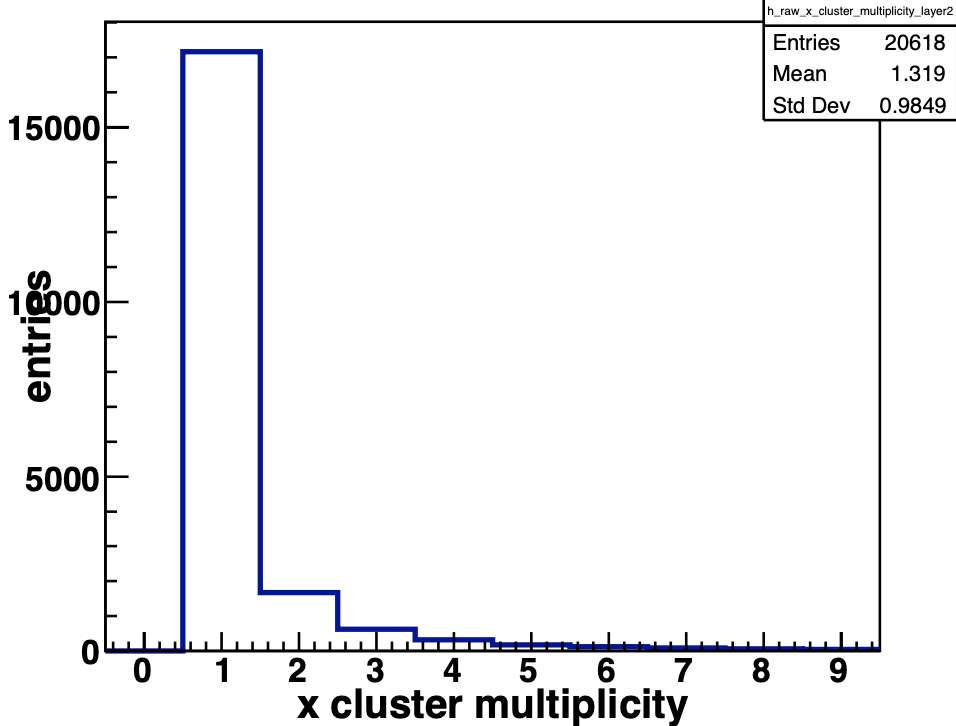 h_raw_x_cluster_multiplicity_layer2
Entries 20618
Mean 1.319
Std Dev 0.9849
15000
10000
5000
0
entries
0 1 2 3 4 5 6 7 8 9
x cluster multiplicity